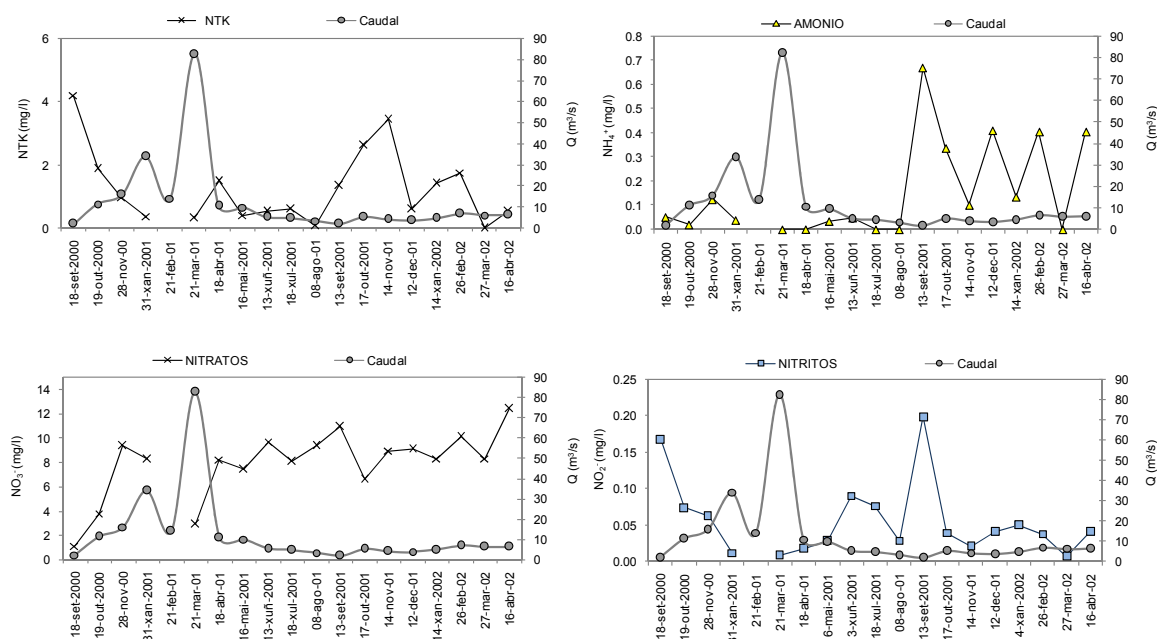 NTK Caudal
6
4
2
0
NTK (mg/l)
90
80
70
60
50
40
30
20
10
0
Q (m³/s)
18-set-2000
19-out-2000
28-nov-00
31-xan-2001
21-feb-01
21-mar-01
18-abr-01
16-mai-2001
13-xuñ-2001
18-xul-2001
08-ago-01
13-set-2001
17-out-2001
14-nov-01
12-dec-01
14-xan-2002
26-feb-02
27-mar-02
16-abr-02
AMONIO Caudal
0.8
0.7
0.6
0.5
0.4
0.3
0.2
0.1
0.0
NH₄⁺ (mg/l)
90
80
70
60
50
40
30
20
10
0
Q (m³/s)
18-set-2000
19-out-2000
28-nov-00
31-xan-2001
21-feb-01
21-mar-01
18-abr-01
16-mai-2001
13-xuñ-2001
18-xul-2001
08-ago-01
13-set-2001
17-out-2001
14-nov-01
12-dec-01
14-xan-2002
26-feb-02
27-mar-02
16-abr-02
NITRATOS Caudal
14
12
10
8
6
4
2
0
NO₃⁻ (mg/l)
90
80
70
60
50
40
30
20
10
0
Q (m³/s)
18-set-2000
19-out-2000
28-nov-00
31-xan-2001
21-feb-01
21-mar-01
18-abr-01
16-mai-2001
13-xuñ-2001
18-xul-2001
08-ago-01
13-set-2001
17-out-2001
14-nov-01
12-dec-01
14-xan-2002
26-feb-02
27-mar-02
16-abr-02
NITRITOS Caudal
0.25
0.20
0.15
0.10
0.05
0.00
NO₂⁻ (mg/l)
90
80
70
60
50
40
30
20
10
0
Q (m³/s)
18-set-2000
19-out-2000
28-nov-00
31-xan-2001
21-feb-01
21-mar-01
18-abr-01
6-mai-2001
3-xuñ-2001
18-xul-2001
08-ago-01
13-set-2001
17-out-2001
14-nov-01
12-dec-01
4-xan-2002
26-feb-02
27-mar-02
16-abr-02